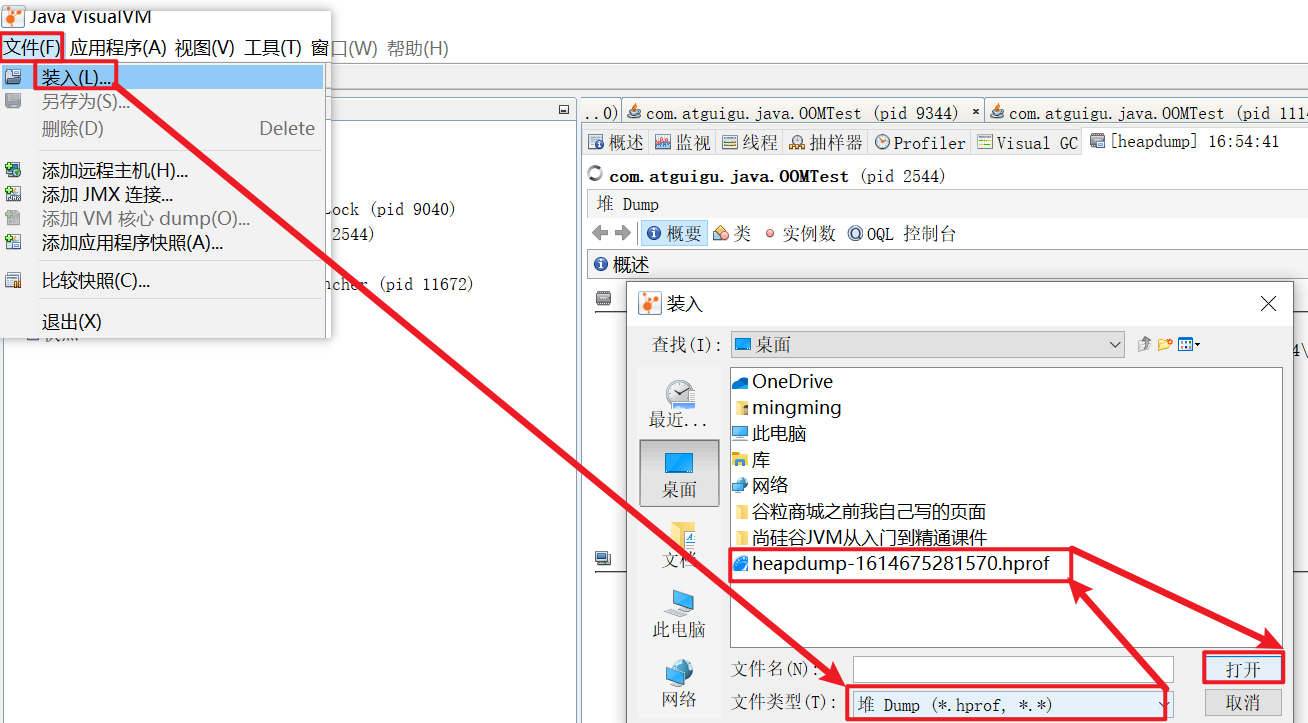 Java VisualVM
文件(F) 应用程序(A) 视图(V) 工具(T) 窗口(W) 帮助(H)
装入(L)...
另存为(S)...
删除(D) Delete
添加远程主机(H)...
添加 JMX 连接...
添加 VM 核心 dump(O)...
添加应用程序快照(A)...
比较快照(C)...
退出(X)
Lock (pid 9040)
2544)
ncher (pid 11672)
..0) com.atguigu.java.OOMTest (pid 9344) × com.atguigu.java.OOMTest (pid 1114
概述 监视 线程 抽样器 Profiler Visual GC [heapdump] 16:54:41
com.atguigu.java.OOMTest (pid 2544)
堆 Dump
概要 类 实例数 OQL 控制台
概述
装入
查找(I): 桌面
最近...
桌面
文档
此电脑
网络
OneDrive
mingming
此电脑
库
网络
谷粒商城之前我自己写的页面
尚硅谷JVM从入门到精通课件
heapdump-1614675281570.hprof
文件名(N): 打开
文件类型(T): 堆 Dump (*.hprof, *.*) 取消